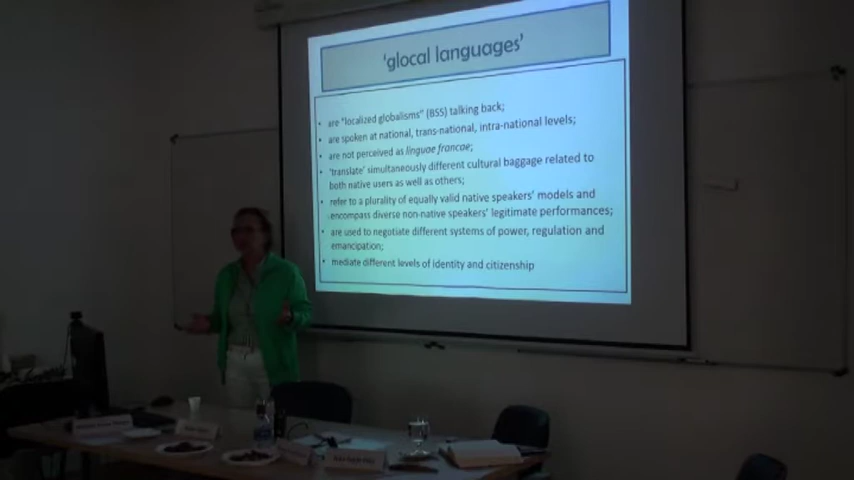 'glocal languages'
• are "localized globalisms" (BSS) talking back;
• are spoken at national, trans-national, intra-national levels;
• are not perceived as linguae francae;
• 'translate' simultaneously different cultural baggage related to
both native users as well as others;
• refer to a plurality of equally valid native speakers' models and
encompass diverse non-native speakers' legitimate performances;
• are used to negotiate different systems of power, regulation and
emancipation;
• mediate different levels of identity and citizenship